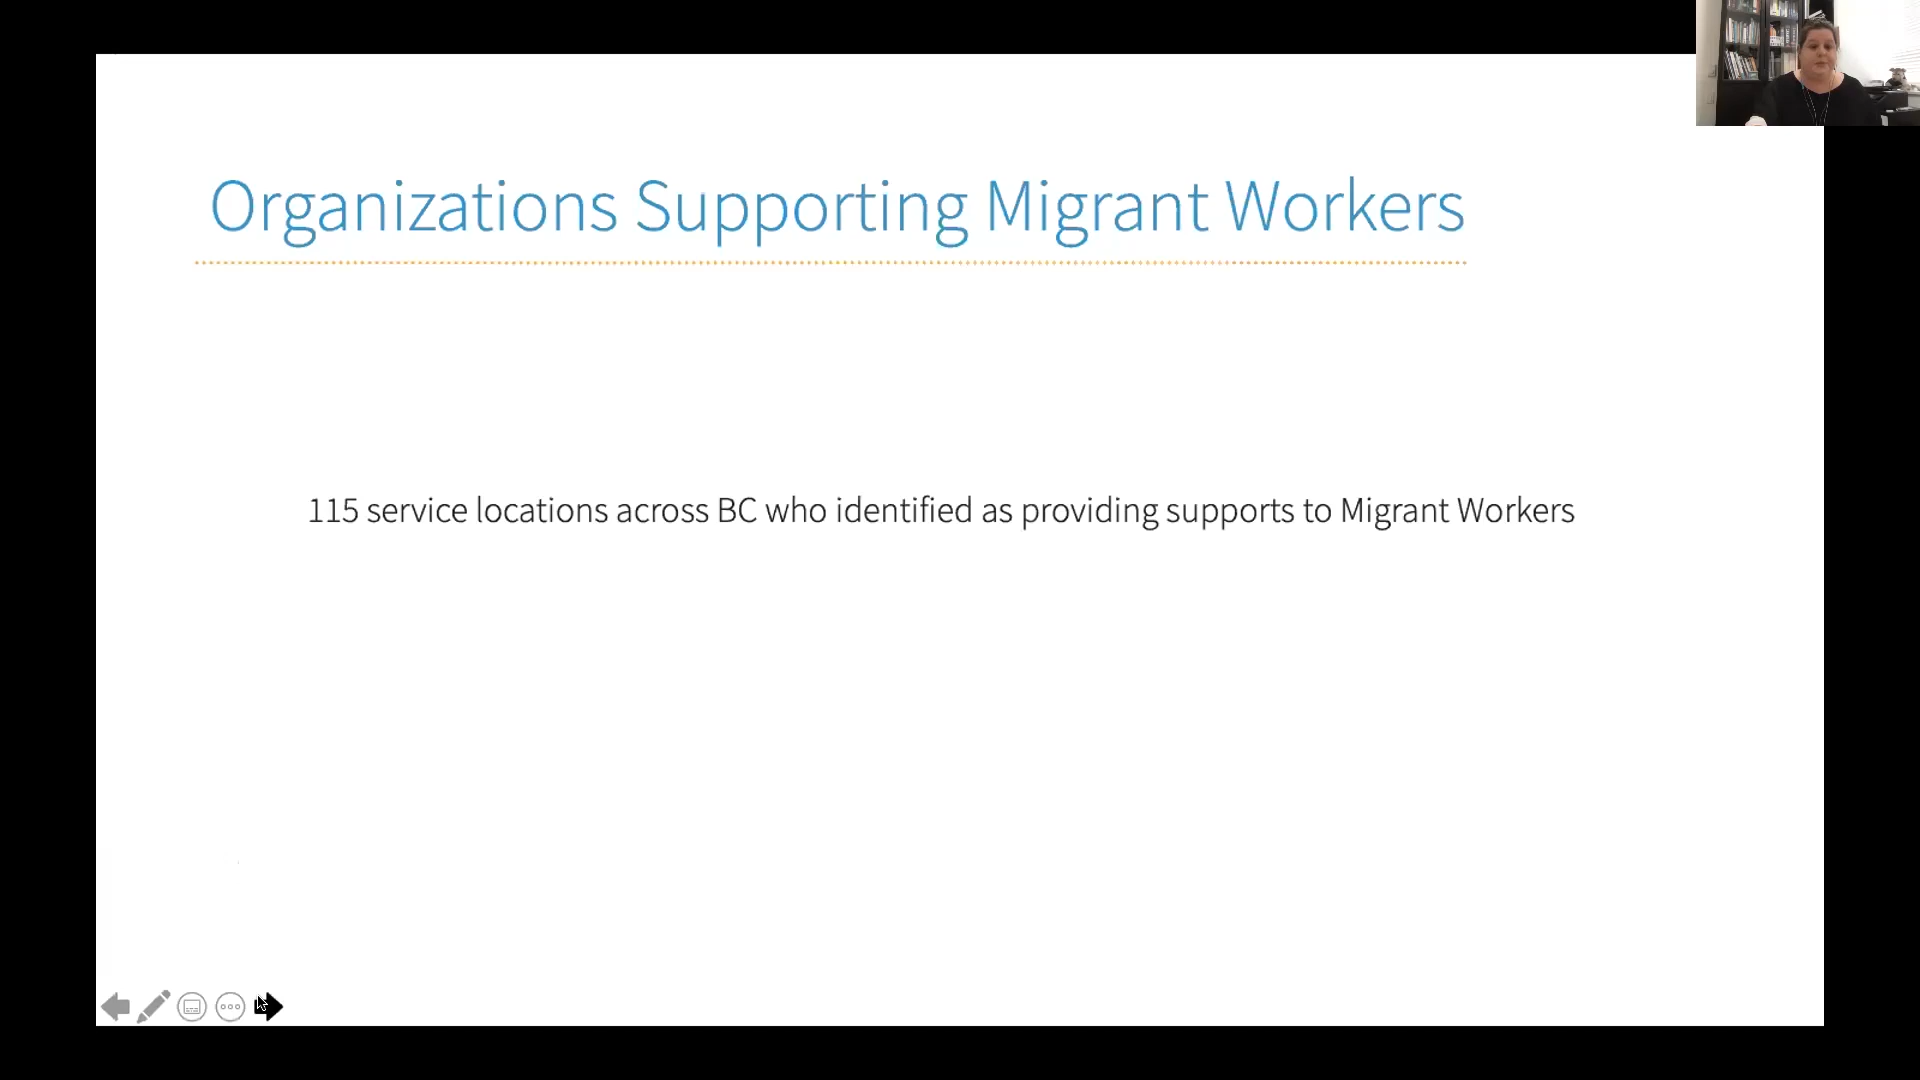 Organizations Supporting Migrant Workers
115 service locations across BC who identified as providing supports to Migrant Workers